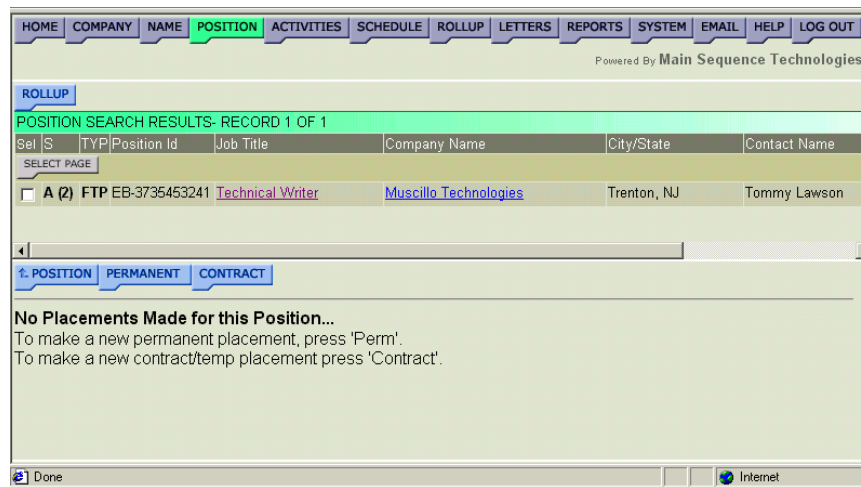 HOME COMPANY NAME POSITION ACTIVITIES SCHEDULE ROLLUP LETTERS REPORTS SYSTEM EMAIL HELP LOG OUT
Powered By Main Sequence Technologies
ROLLUP
POSITION SEARCH RESULTS- RECORD 1 OF 1
Sel S TYP Position Id Job Title Company Name City/State Contact Name
SELECT PAGE
A (2) FTP EB-3735453241 Technical Writer Muscillo Technologies Trenton, NJ Tommy Lawson
POSITION PERMANENT CONTRACT
No Placements Made for this Position...
To make a new permanent placement, press 'Perm'.
To make a new contract/temp placement press 'Contract'.
Done Internet